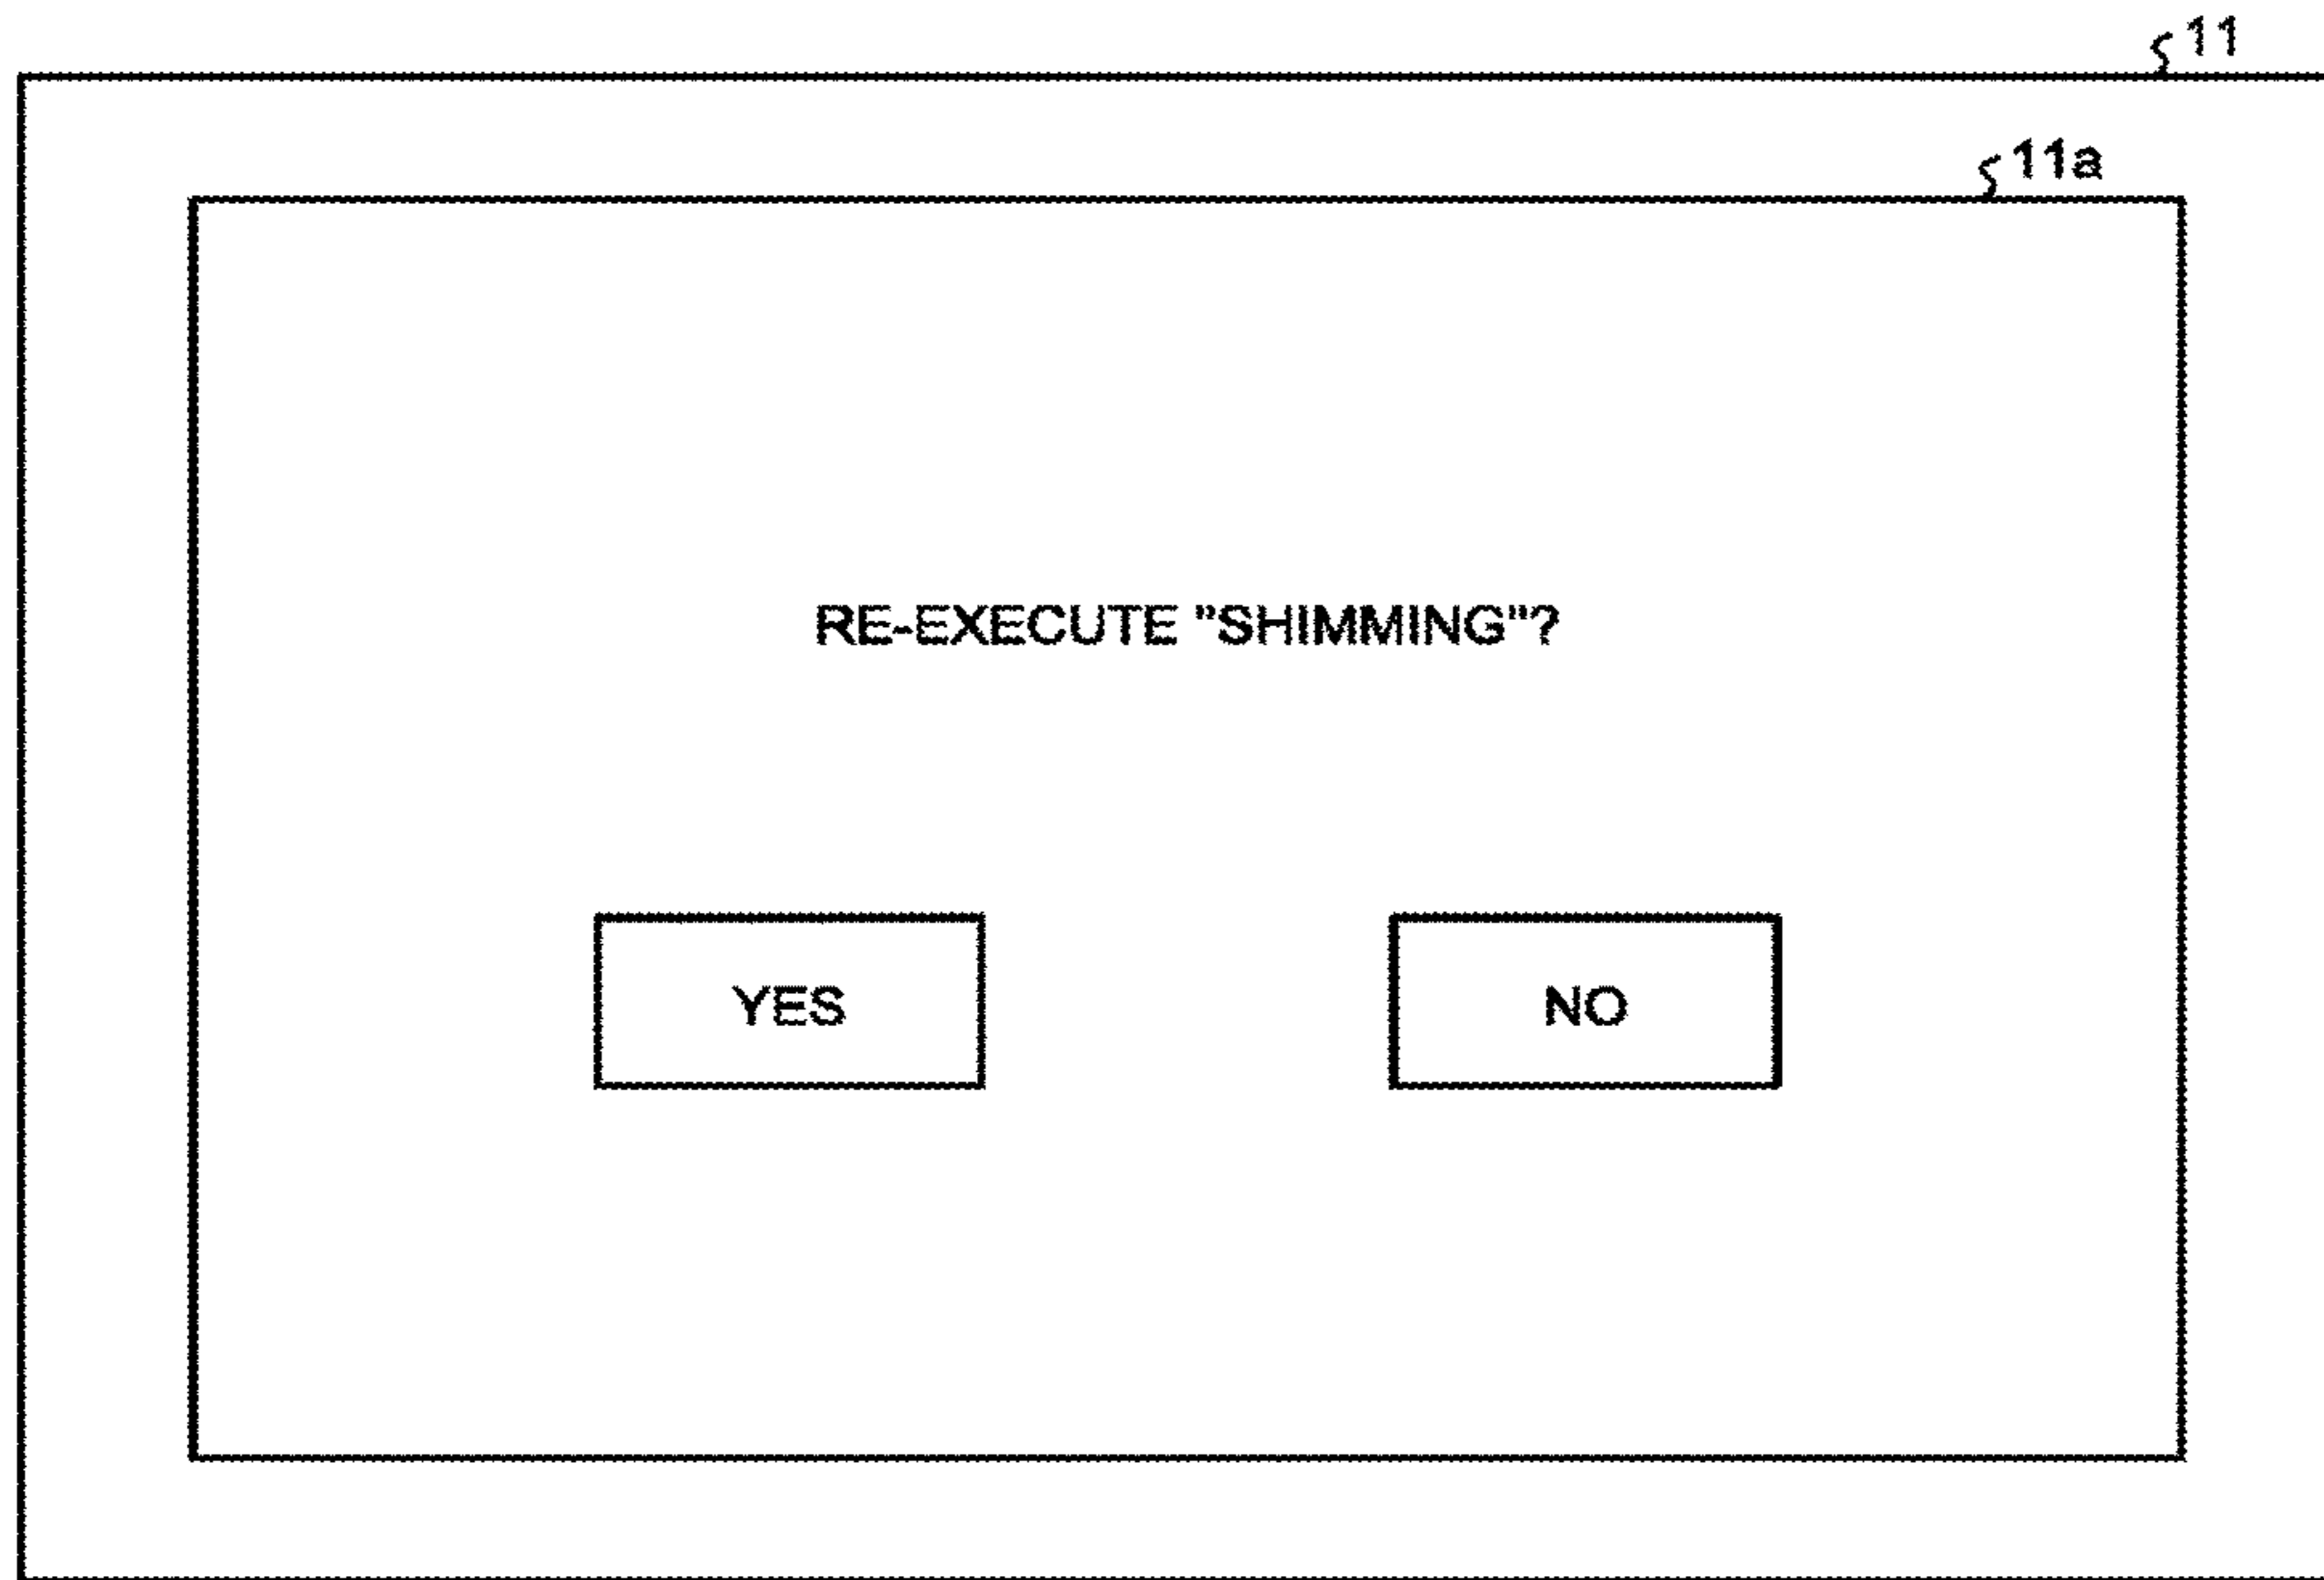 11
11a
RE-EXECUTE "SHIMMING"?
YES
NO